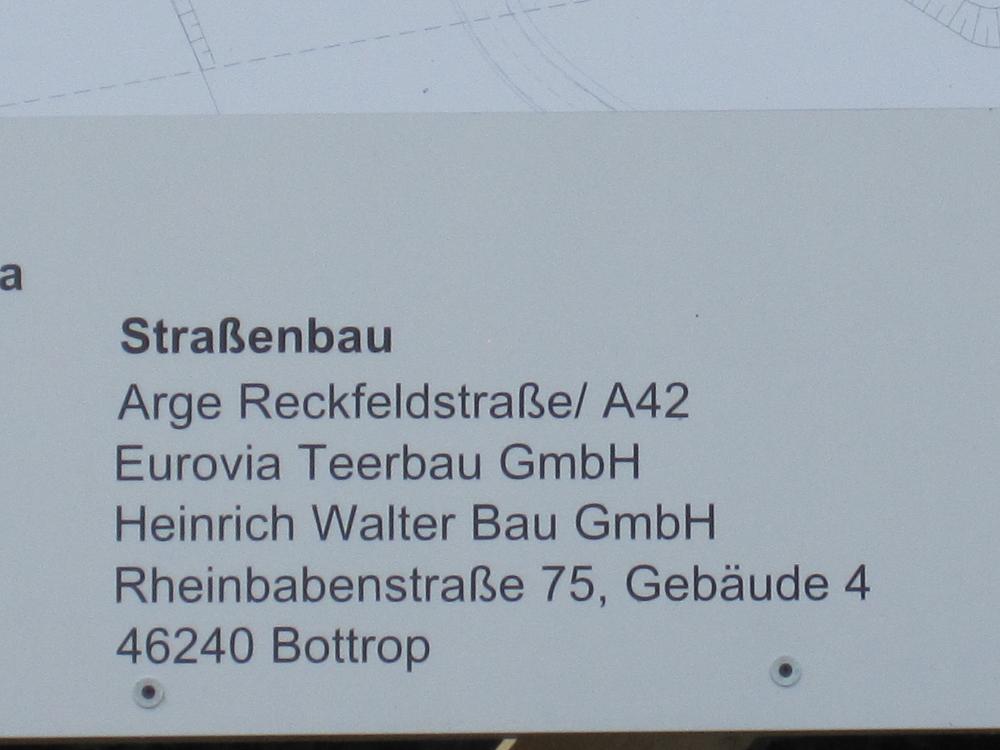 a
Straßenbau
Arge Reckfeldstraße/ A42
Eurovia Teerbau GmbH
Heinrich Walter Bau GmbH
Rheinbabenstraße 75, Gebäude 4
46240 Bottrop